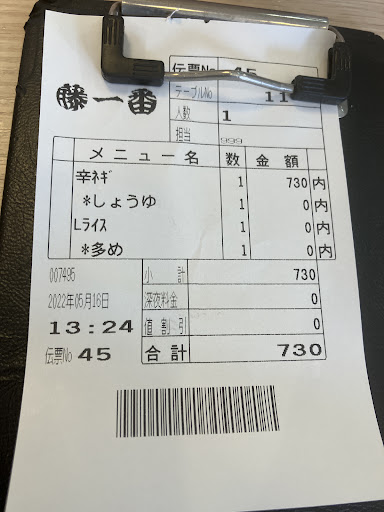 藤一番
伝票No 45
テーブルNo 11
人数 1
担当 999
メニュー名 数 金額
辛ﾈｷﾞ 1 730 内
*しょうゆ 1 0 内
Lﾗｲｽ 1 0 内
*多め 1 0 内
007495 小計 730
2022年05月16日 深夜料金 0
13:24 値割引 0
伝票No 45 合計 730